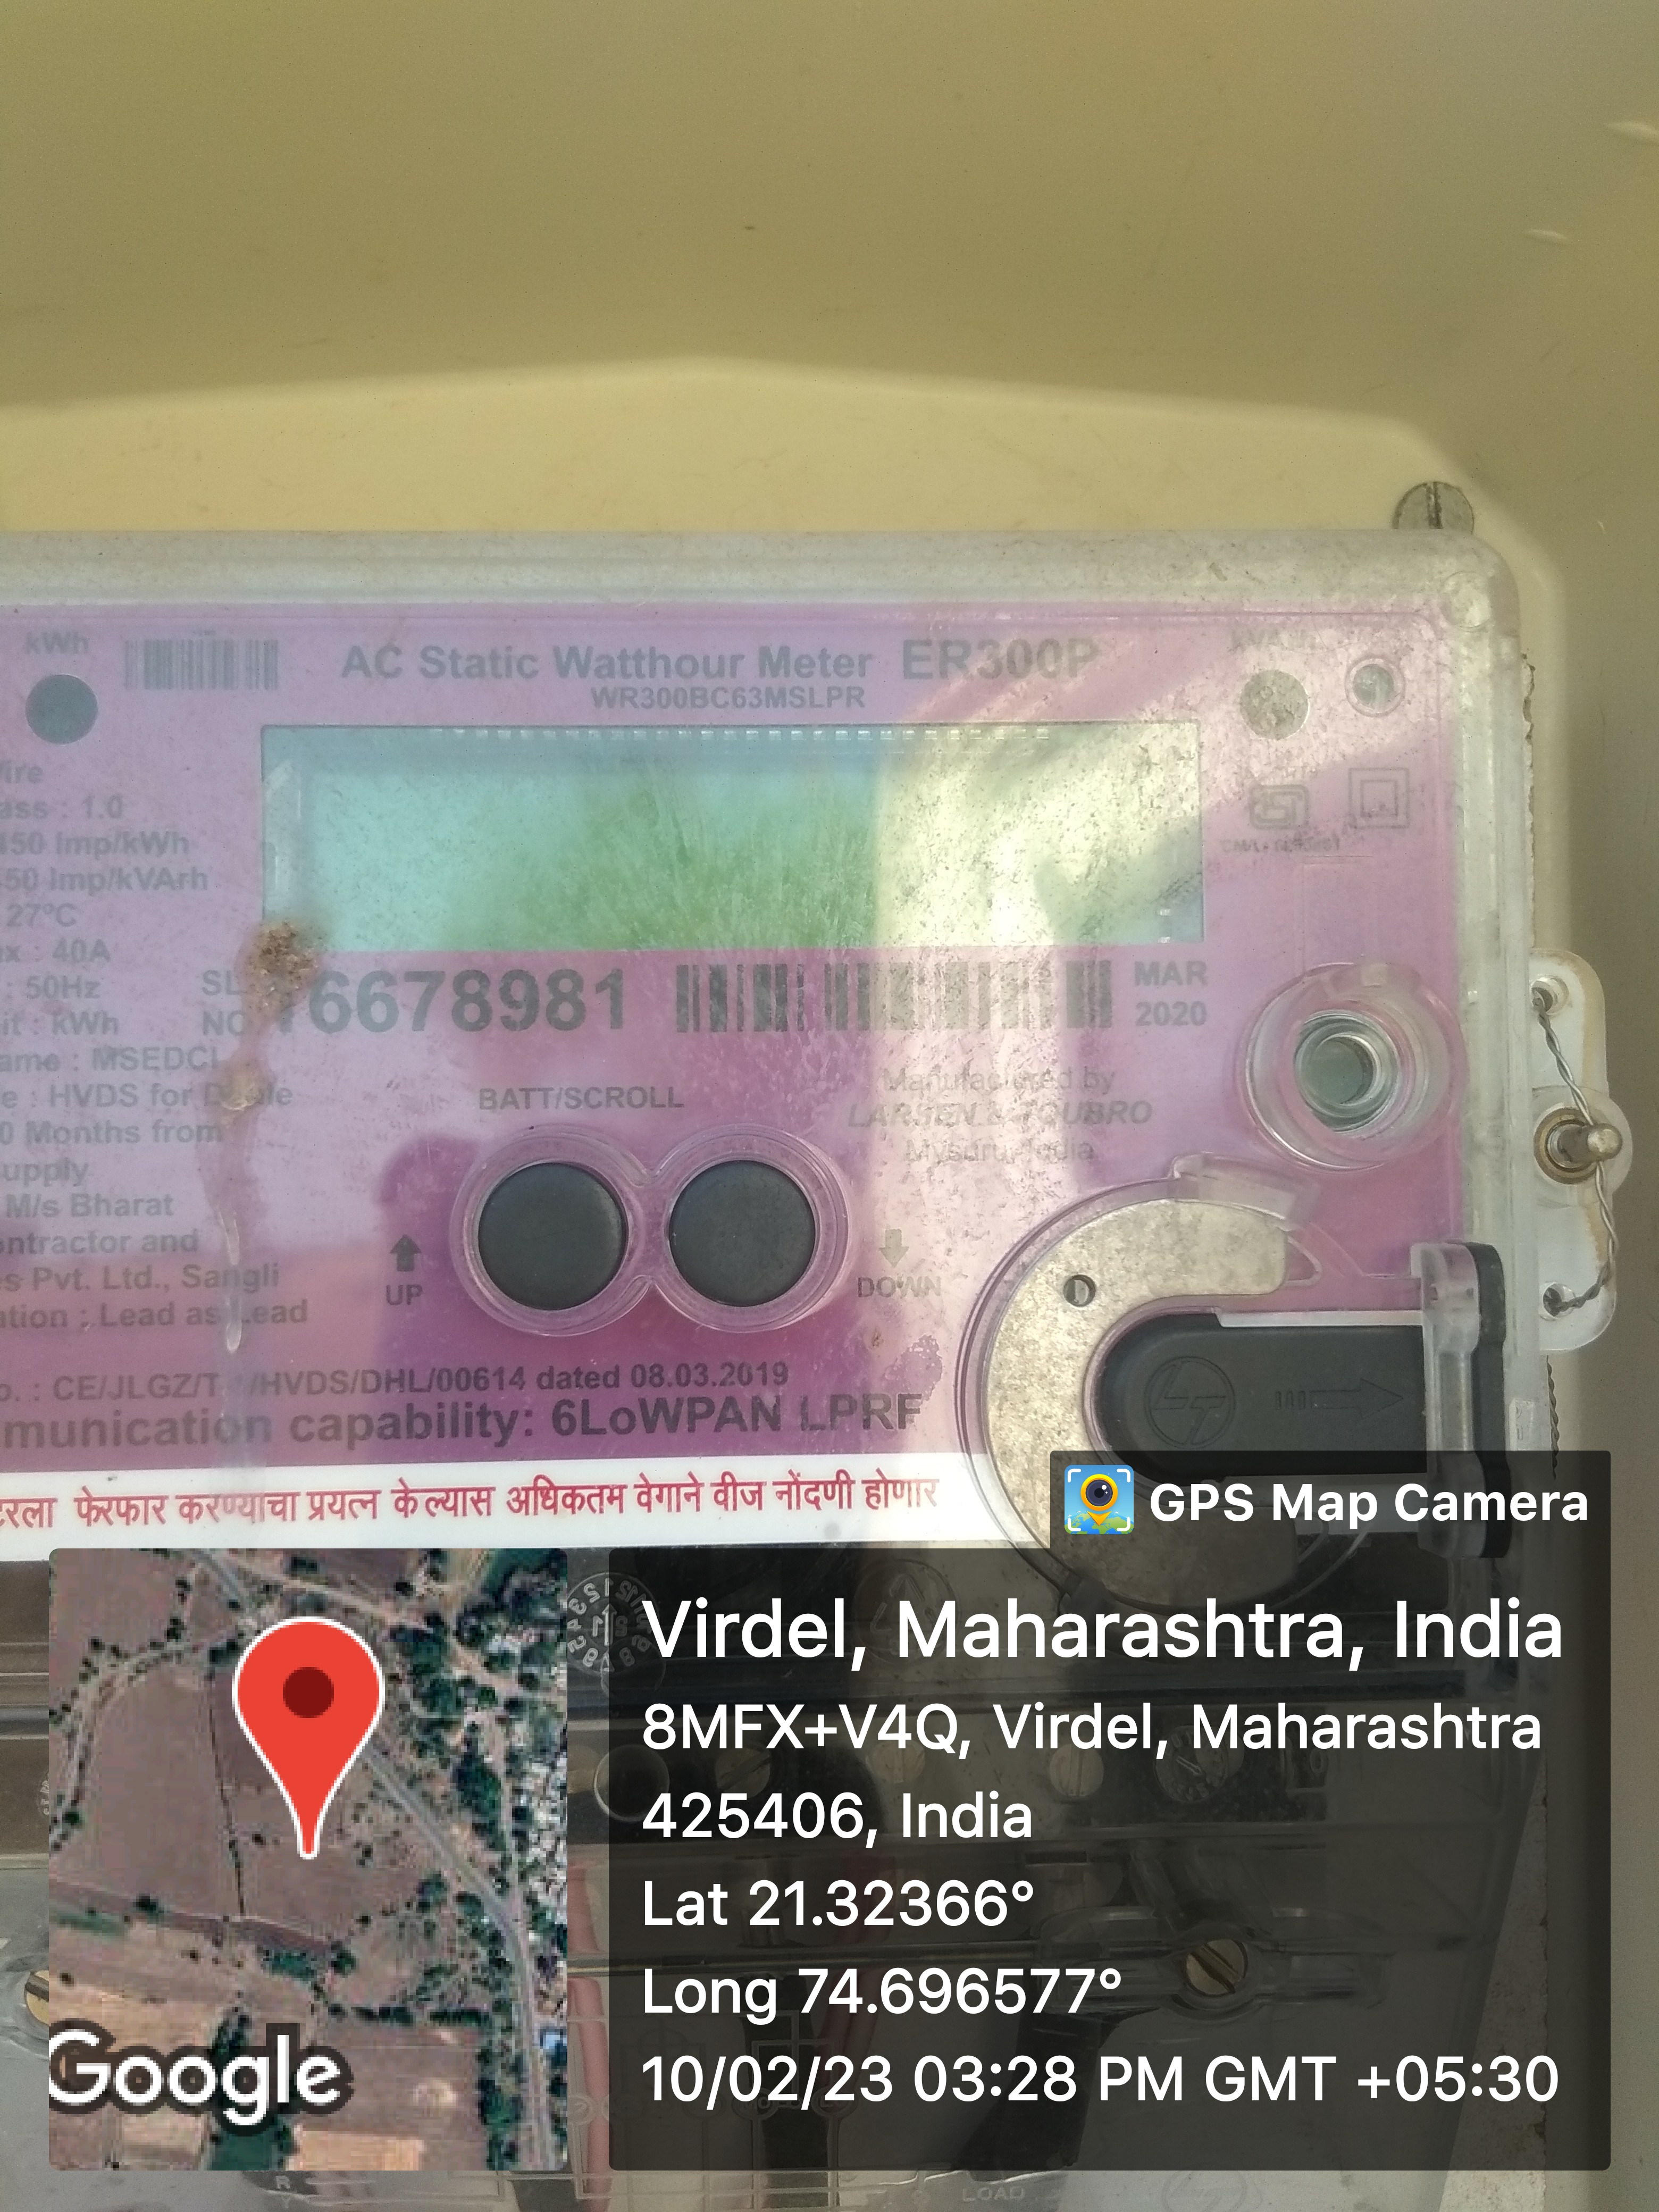 kWh
AC Static Watthour Meter ER300P
WR300BC63MSLPR
ire
ass : 1.0
450 Imp/kWh
50 Imp/kVArh
27°C
x : 40A
: 50Hz
it : kWh
ame : MSEDCL
e : HVDS for
0 Months from
upply
M/s Bharat
ontractor and
s Pvt. Ltd., Sangli
ation : Lead as Lead
SL
NO 6678981
MAR
2020
BATT/SCROLL
UP
DOWN
Manufactured by
LARSEN & TOUBRO
Mysuru, India
o. : CE/JLGZ/T /HVDS/DHL/00614 dated 08.03.2019
munication capability: 6LoWPAN LPRF
टरला फेरफार करण्याचा प्रयत्न केल्यास अधिकतम वेगाने वीज नोंदणी होणार
GPS Map Camera
Virdel, Maharashtra, India
8MFX+V4Q, Virdel, Maharashtra
425406, India
Lat 21.32366°
Long 74.696577°
10/02/23 03:28 PM GMT +05:30
Google
LOAD